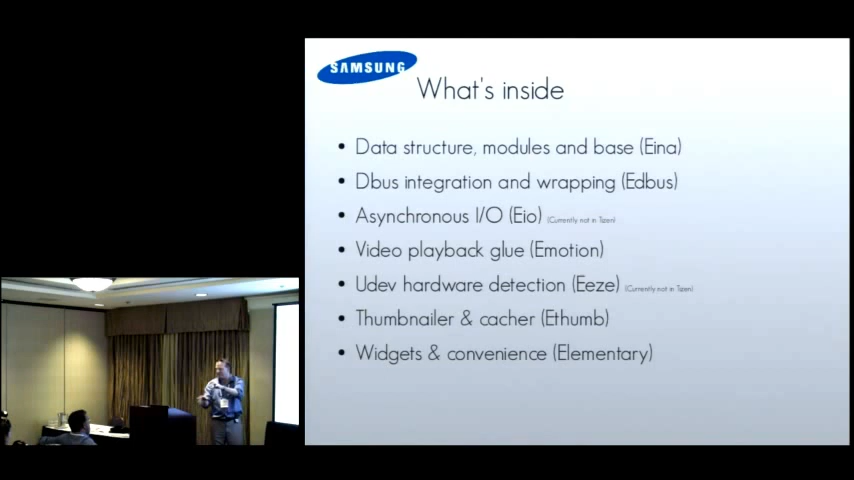 SAMSUNG
What's inside
• Data structure, modules and base (Eina)
• Dbus integration and wrapping (Edbus)
• Asynchronous I/O (Eio) (Currently not in Tizen)
• Video playback glue (Emotion)
• Udev hardware detection (Eeze) (Currently not in Tizen)
• Thumbnailer & cacher (Ethumb)
• Widgets & convenience (Elementary)